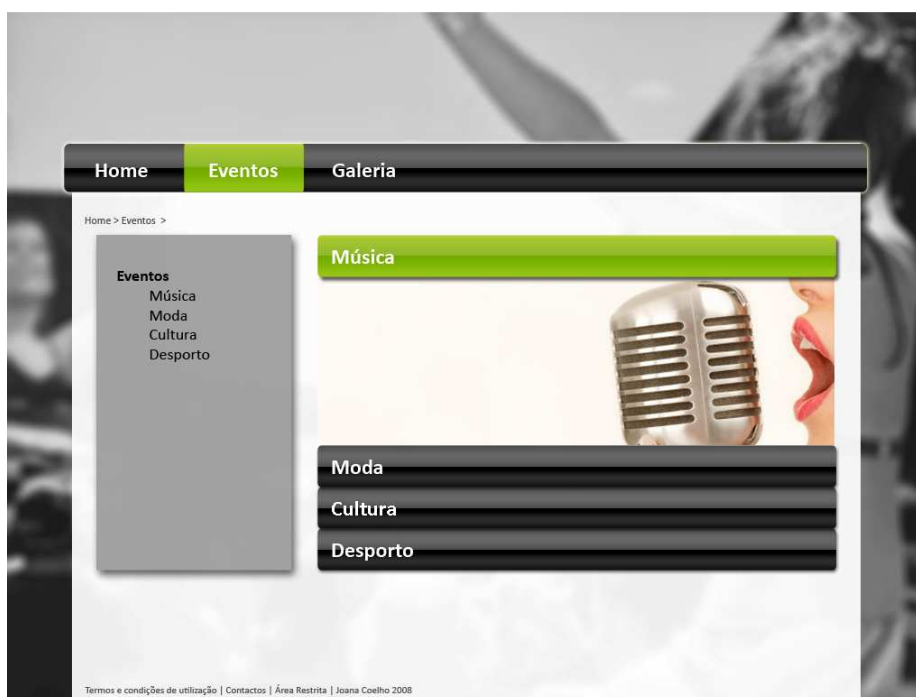 Home Eventos Galeria
Home > Eventos >
Eventos
Música
Moda
Cultura
Desporto
Música
Moda
Cultura
Desporto
Termos e condições de utilização | Contactos | Área Restrita | Joana Coelho 2008